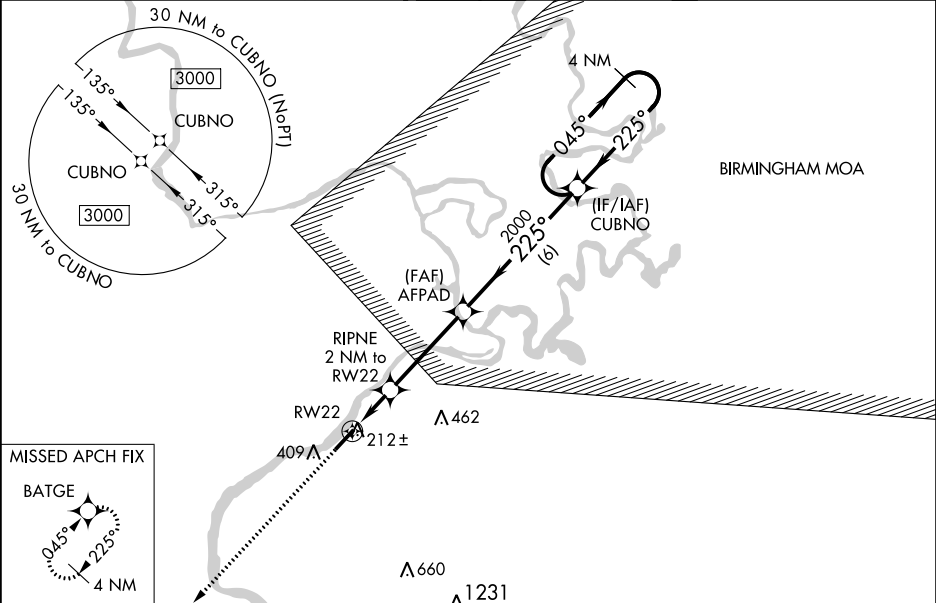 30 NM to CUBNO (NoPT)
135°
3000
CUBNO
315°
135°
CUBNO
3000
315°
30 NM to CUBNO
4 NM
045°
225°
BIRMINGHAM MOA
(IF/IAF)
CUBNO
2000
225°
(6)
(FAF)
AFPAD
RIPNE
2 NM to
RW22
RW22
462
212±
409
MISSED APCH FIX
BATGE
045°
225°
4 NM
660
1231